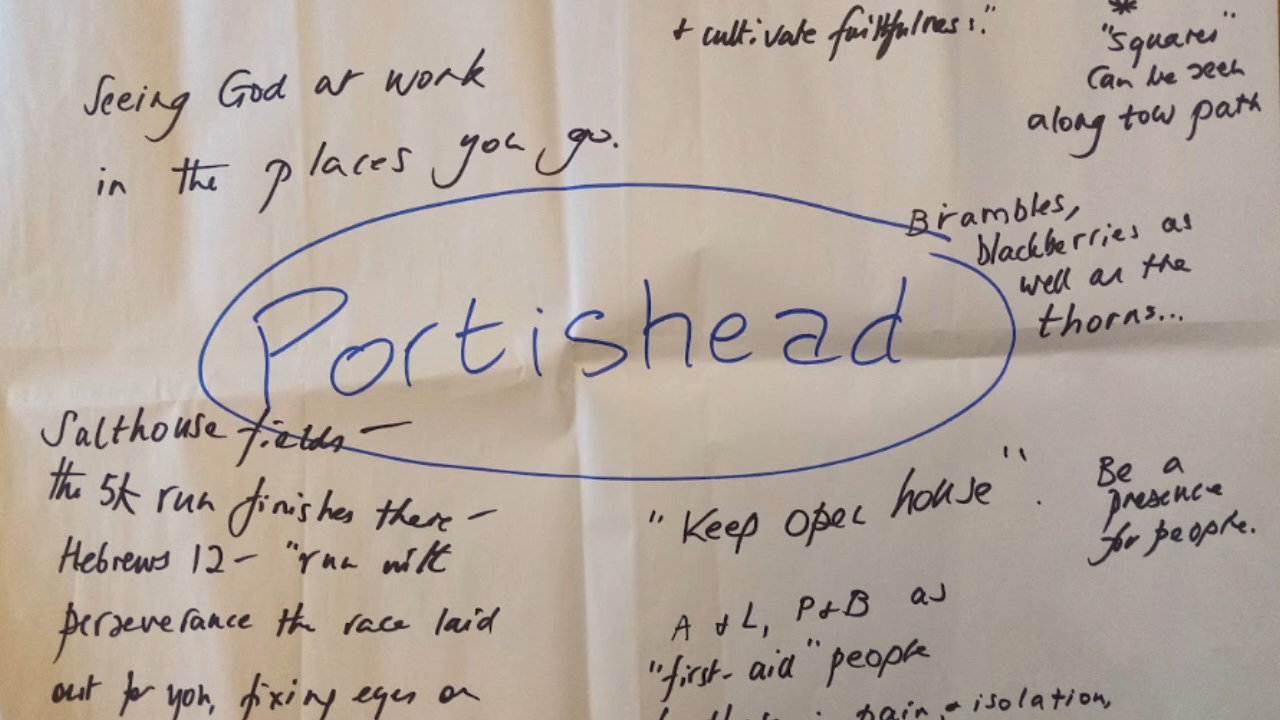 + cultivate faithfulness."
*
"squares"
Can be seen
along tow path
Seeing God at work
in the places you go.
Brambles,
blackberries as
well as the
thorns...
Portishead
Salthouse fields —
the 5k run finishes there –
Hebrews 12 – "run with
perseverance the race laid
out for you, fixing eyes on
"Keep open house".
Be a
presence
for people.
A + L, P + B as
"first-aid" people
pain + isolation,